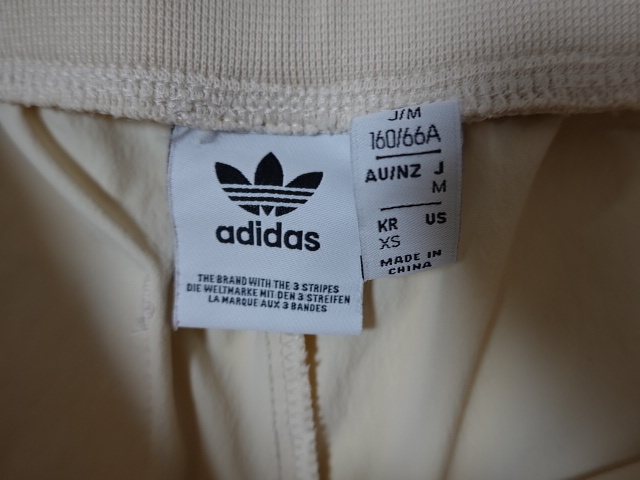 adidas
THE BRAND WITH THE 3 STRIPES
DIE WELTMARKE MIT DEN 3 STREIFEN
LA MARQUE AUX 3 BANDES
J/M
160/66A
AU/NZ J
M
KR US
XS
MADE IN
CHINA